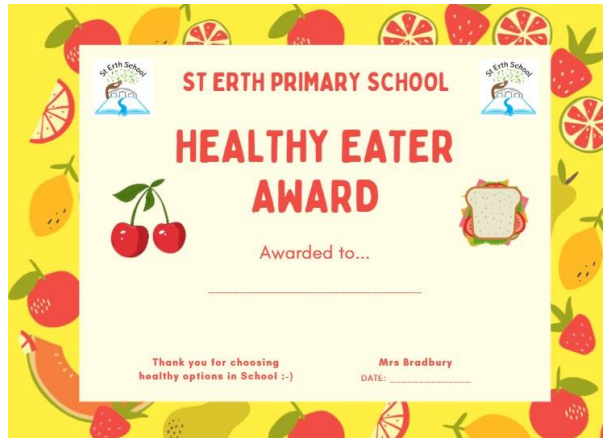 St Erth School
St Erth School
ST ERTH PRIMARY SCHOOL
HEALTHY EATER
AWARD
Awarded to...
Thank you for choosing
healthy options in School :-)
Mrs Bradbury
DATE: